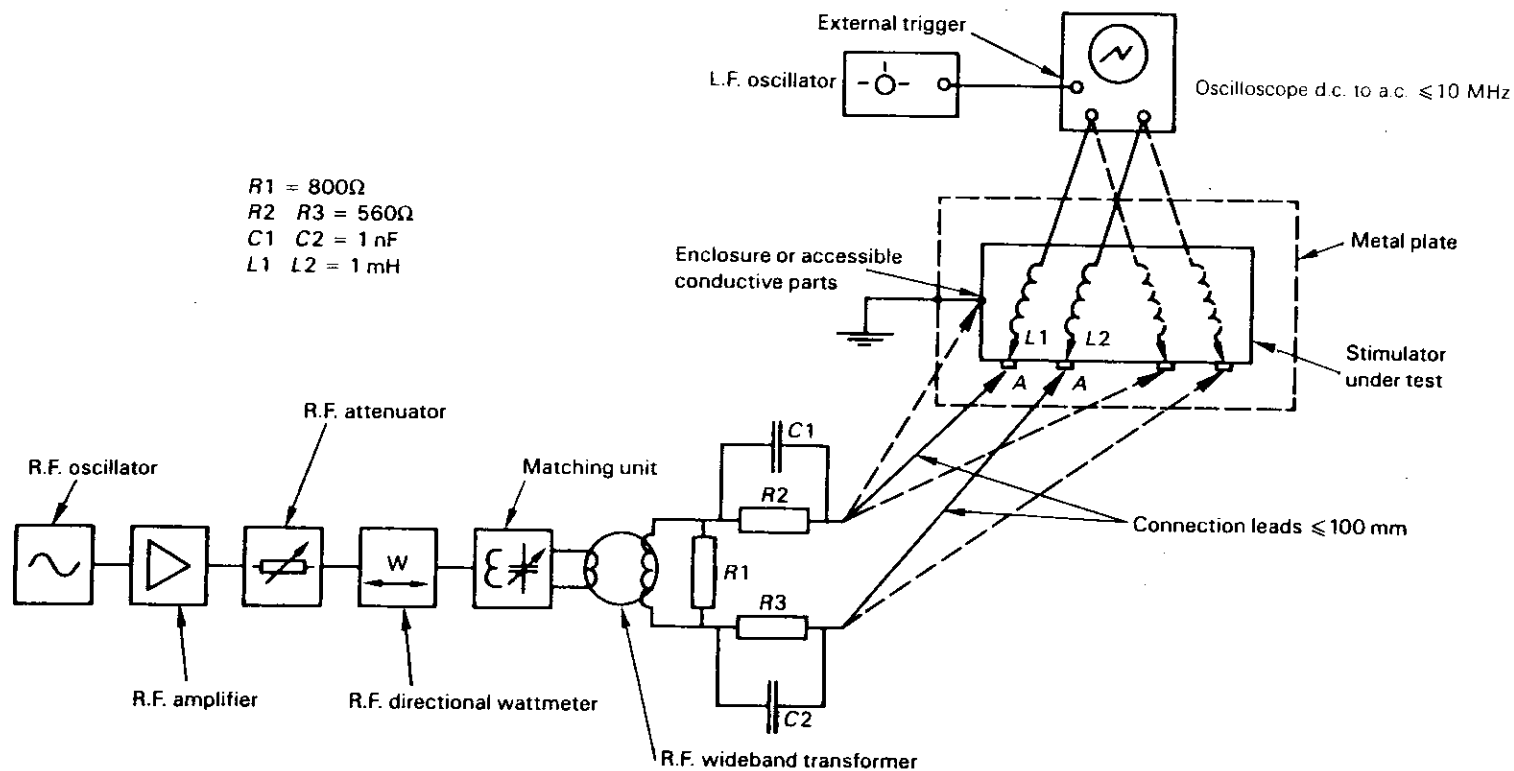 External trigger
L.F. oscillator
Oscilloscope d.c. to a.c. ⩽ 10 MHz
R1 = 800Ω
R2 R3 = 560Ω
C1 C2 = 1 nF
L1 L2 = 1 mH
Enclosure or accessible
conductive parts
Metal plate
L1
L2
Stimulator
under test
A
A
R.F. attenuator
C1
R.F. oscillator
Matching unit
R2
Connection leads ⩽ 100 mm
W
R1
R3
R.F. amplifier
R.F. directional wattmeter
C2
R.F. wideband transformer